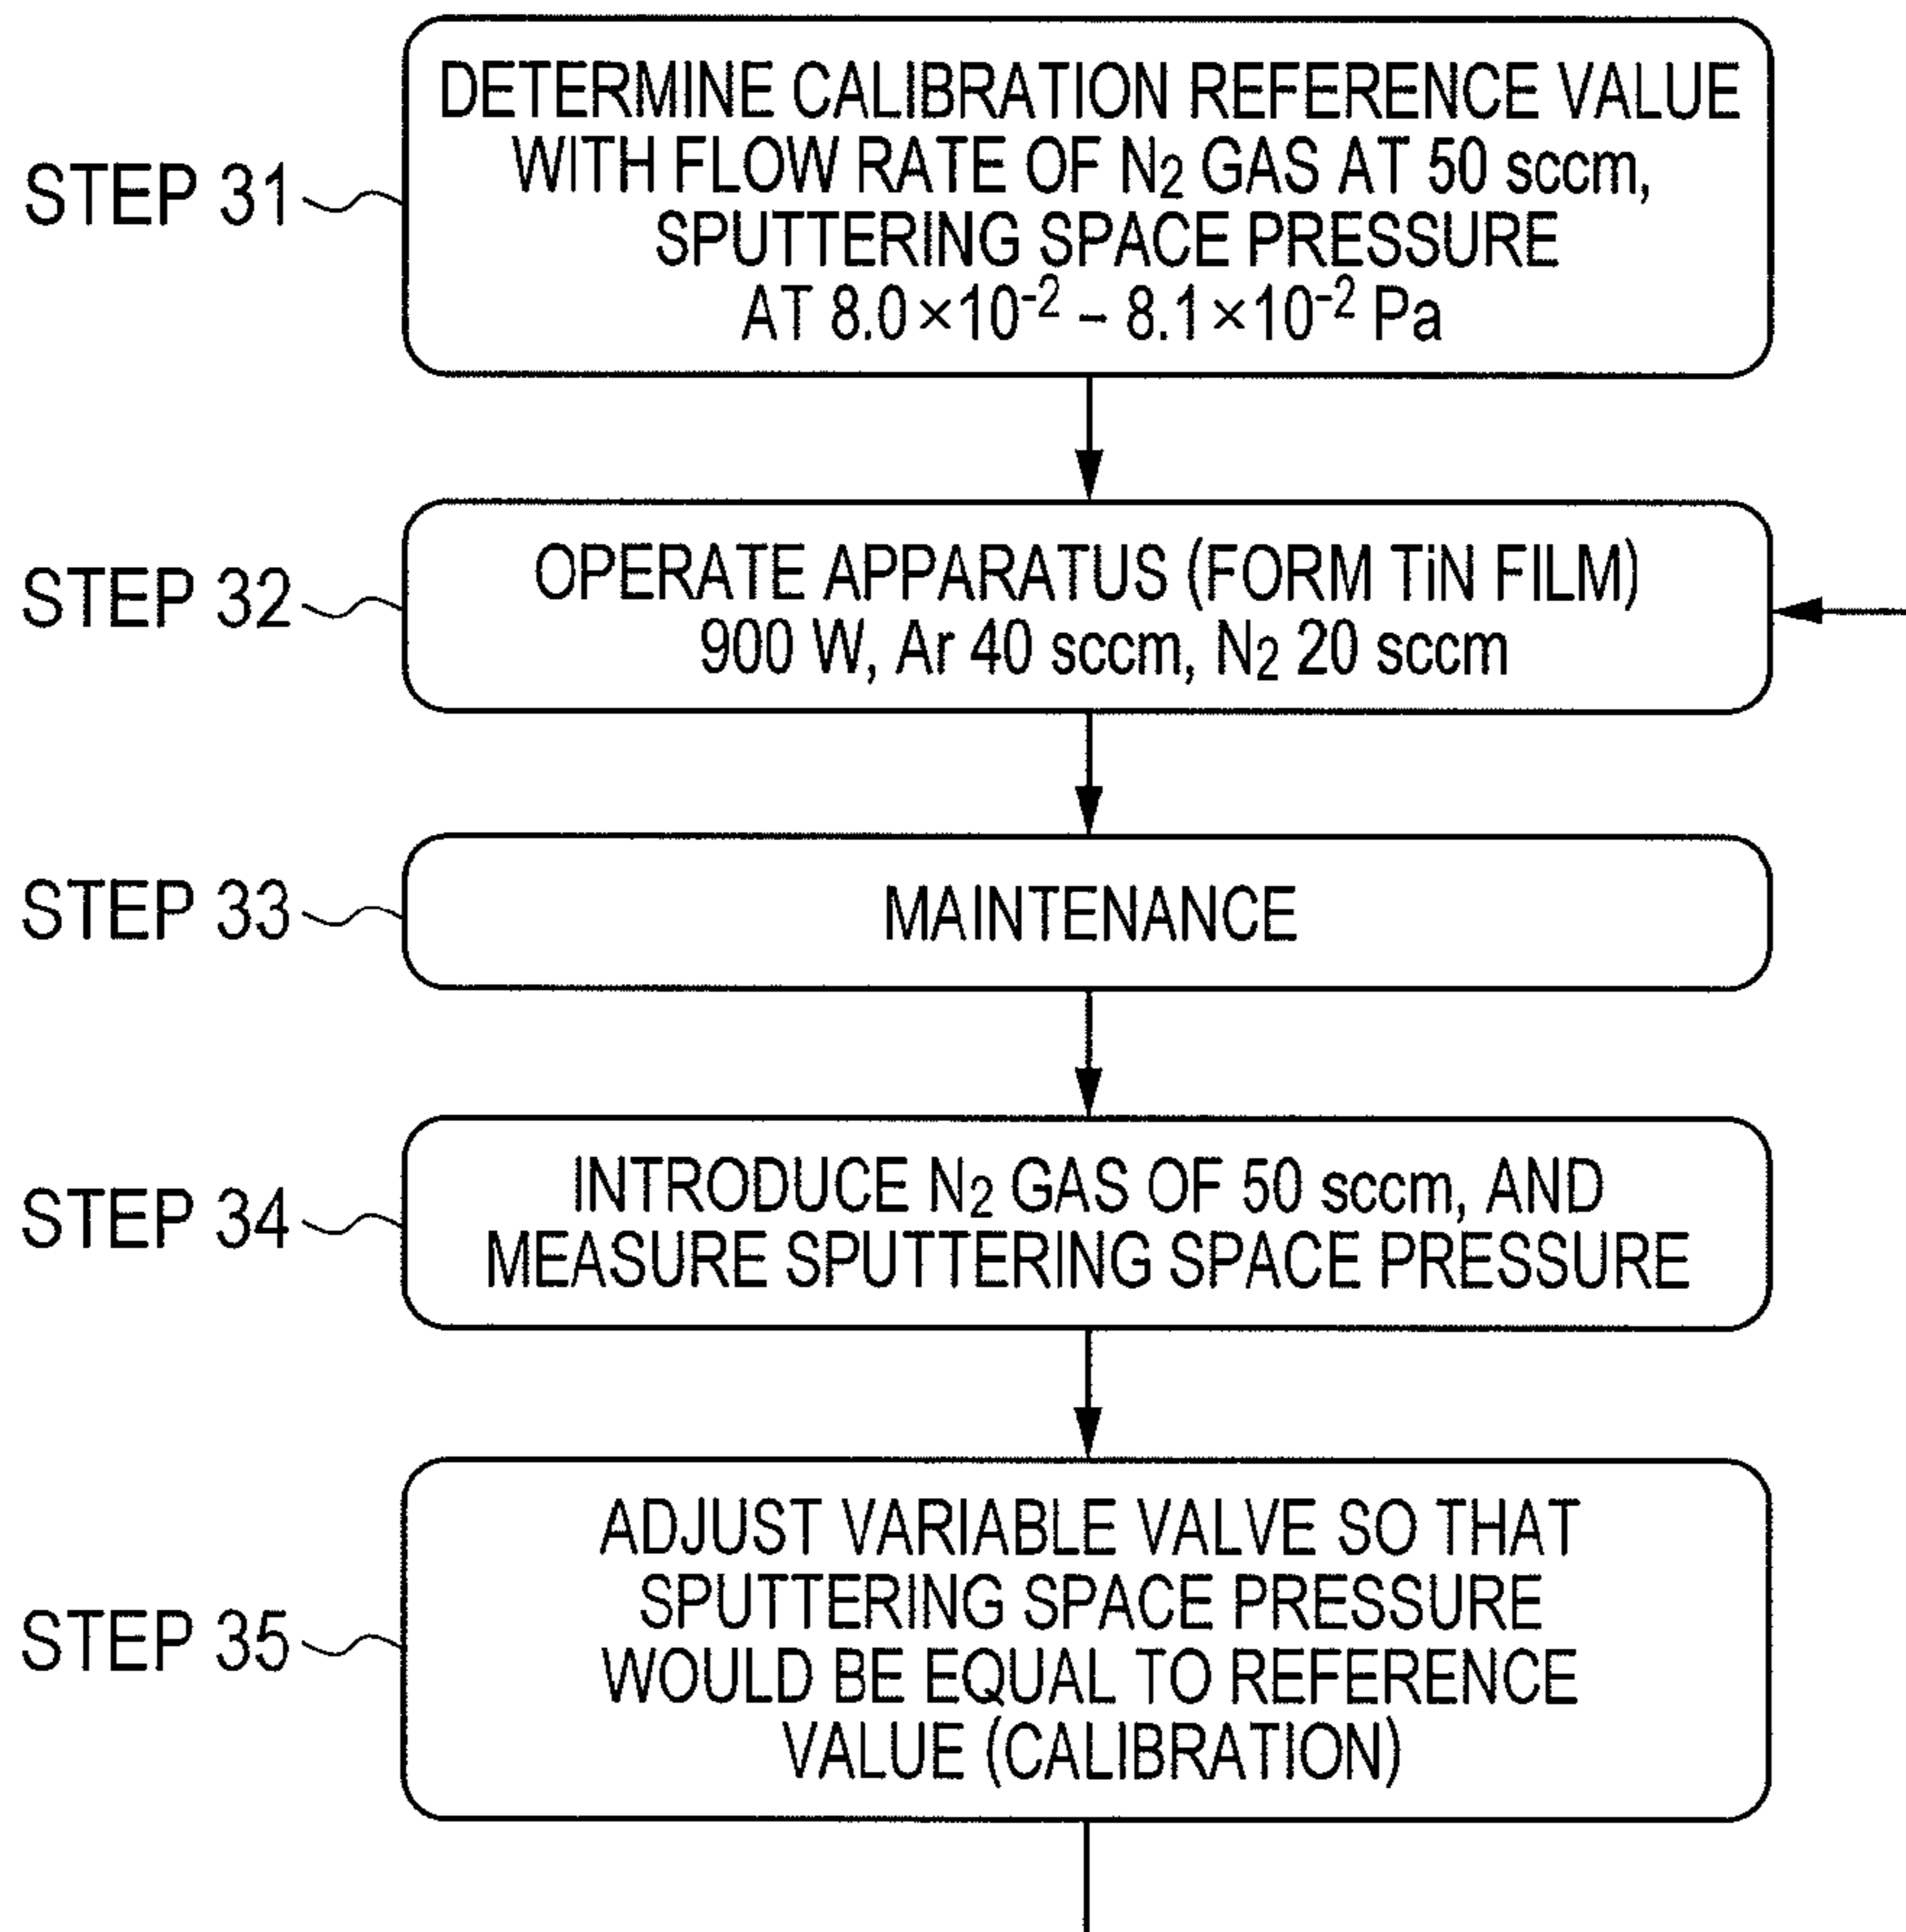 STEP 31
DETERMINE CALIBRATION REFERENCE VALUE
WITH FLOW RATE OF N₂ GAS AT 50 sccm,
SPUTTERING SPACE PRESSURE
AT 8.0×10⁻² – 8.1×10⁻² Pa
STEP 32
OPERATE APPARATUS (FORM TiN FILM)
900 W, Ar 40 sccm, N₂ 20 sccm
STEP 33
MAINTENANCE
STEP 34
INTRODUCE N₂ GAS OF 50 sccm, AND
MEASURE SPUTTERING SPACE PRESSURE
STEP 35
ADJUST VARIABLE VALVE SO THAT
SPUTTERING SPACE PRESSURE
WOULD BE EQUAL TO REFERENCE
VALUE (CALIBRATION)